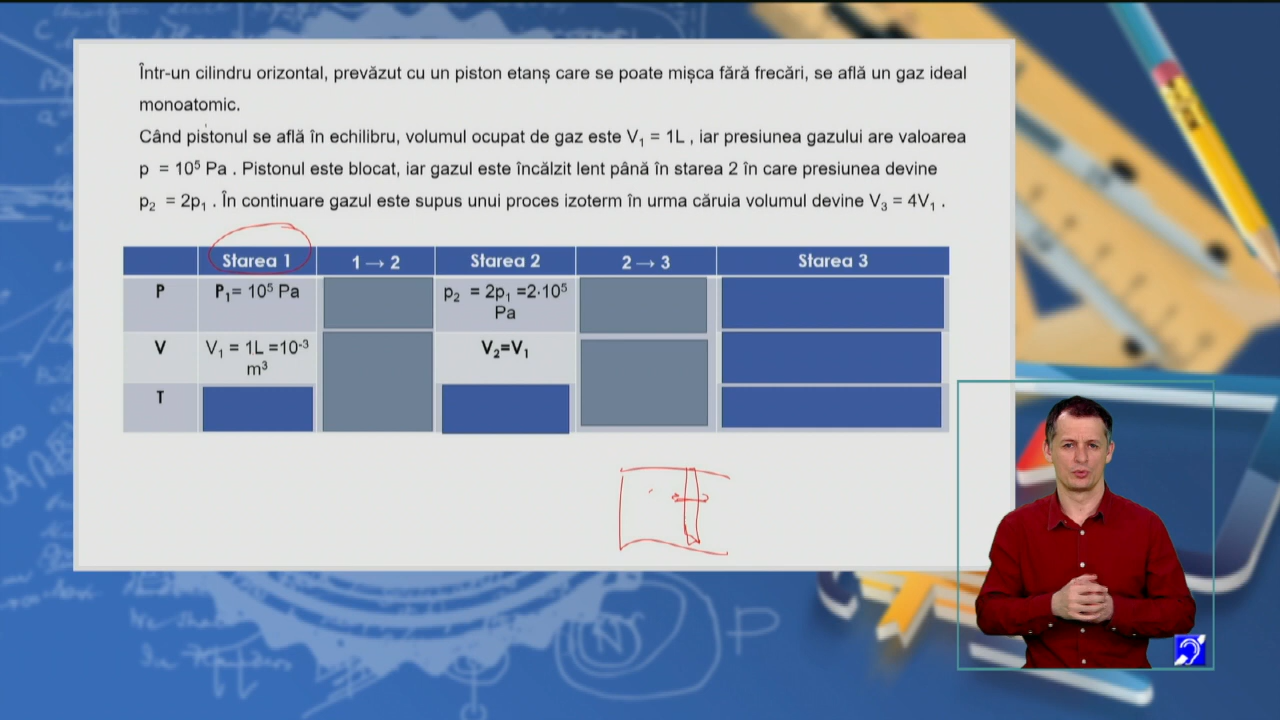 Într-un cilindru orizontal, prevăzut cu un piston etanș care se poate mișca fără frecări, se află un gaz ideal
monoatomic.
Când pistonul se află în echilibru, volumul ocupat de gaz este V₁ = 1L , iar presiunea gazului are valoarea
p = 10⁵ Pa . Pistonul este blocat, iar gazul este încălzit lent până în starea 2 în care presiunea devine
p₂ = 2p₁ . În continuare gazul este supus unui proces izoterm în urma căruia volumul devine V₃ = 4V₁ .
Starea 1 1 → 2 Starea 2 2 → 3 Starea 3
P P₁= 10⁵ Pa p₂ = 2p₁ =2·10⁵
Pa
V V₁ = 1L =10⁻³ V₂=V₁
m³
T
P
N